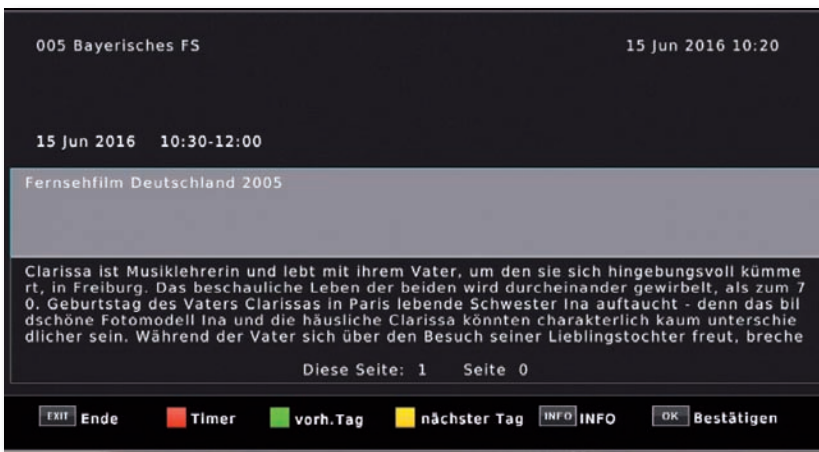 005 Bayerisches FS
15 Jun 2016 10:20
15 Jun 2016 10:30-12:00
Fernsehfilm Deutschland 2005
Clarissa ist Musiklehrerin und lebt mit ihrem Vater, um den sie sich hingebungsvoll kümme
rt, in Freiburg. Das beschauliche Leben der beiden wird durcheinander gewirbelt, als zum 7
0. Geburtstag des Vaters Clarissas in Paris lebende Schwester Ina auftaucht - denn das bil
dschöne Fotomodell Ina und die häusliche Clarissa könnten charakterlich kaum unterschie
dlicher sein. Während der Vater sich über den Besuch seiner Lieblingstochter freut, breche
Diese Seite: 1 Seite 0
EXIT Ende Timer vorh.Tag nächster Tag INFO INFO OK Bestätigen